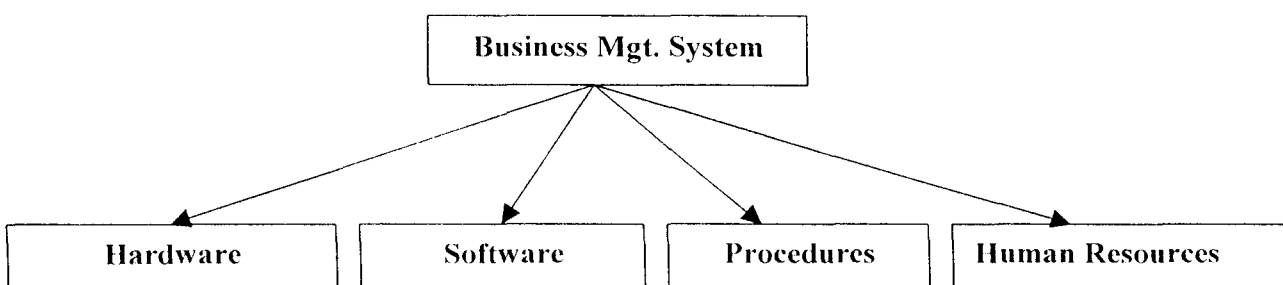 Business Mgt. System
Hardware
Software
Procedures
Human Resources